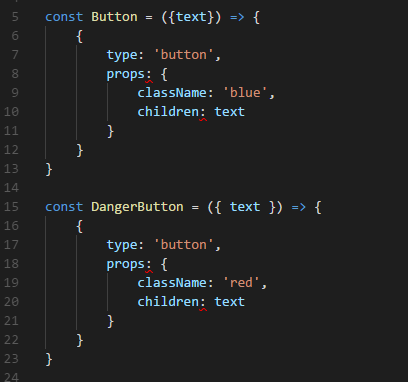 5 const Button = ({text}) => {
6     {
7         type: 'button',
8         props: {
9             className: 'blue',
10             children: text
11         }
12     }
13 }
14
15 const DangerButton = ({ text }) => {
16     {
17         type: 'button',
18         props: {
19             className: 'red',
20             children: text
21         }
22     }
23 }
24